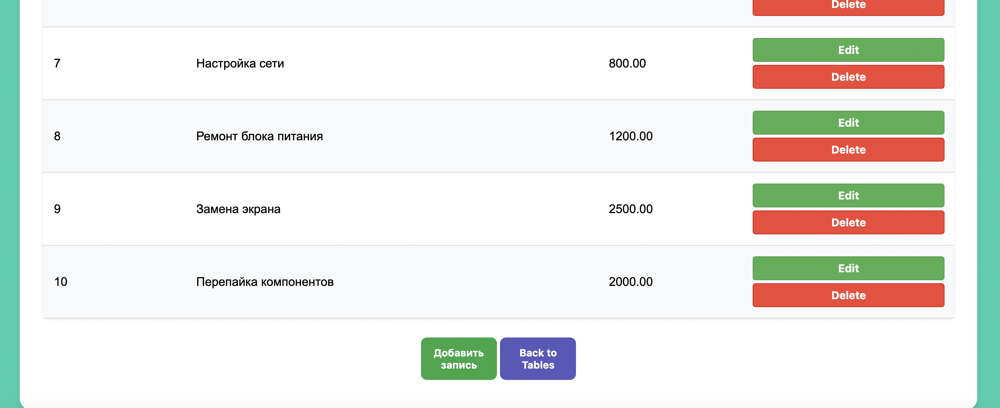 Delete
7 Настройка сети 800.00 Edit
Delete
8 Ремонт блока питания 1200.00 Edit
Delete
9 Замена экрана 2500.00 Edit
Delete
10 Перепайка компонентов 2000.00 Edit
Delete
Добавить
запись
Back to
Tables